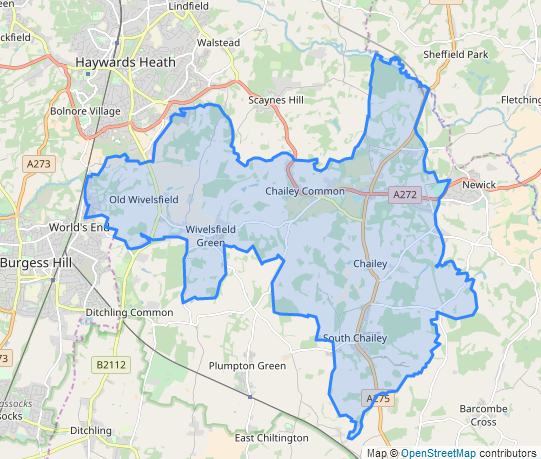 Lindfield
ckfield
Walstead
Sheffield Park
Haywards Heath
Scaynes Hill
Fletching
Bolnore Village
A273
Chailey Common
A272
Newick
Old Wivelsfield
World's End
Wivelsfield
Green
Burgess Hill
Chailey
Ditchling Common
South Chailey
73
B2112
Plumpton Green
A275
assocks
ocks
Barcombe
Cross
Ditchling
East Chiltington
Map © OpenStreetMap contributors